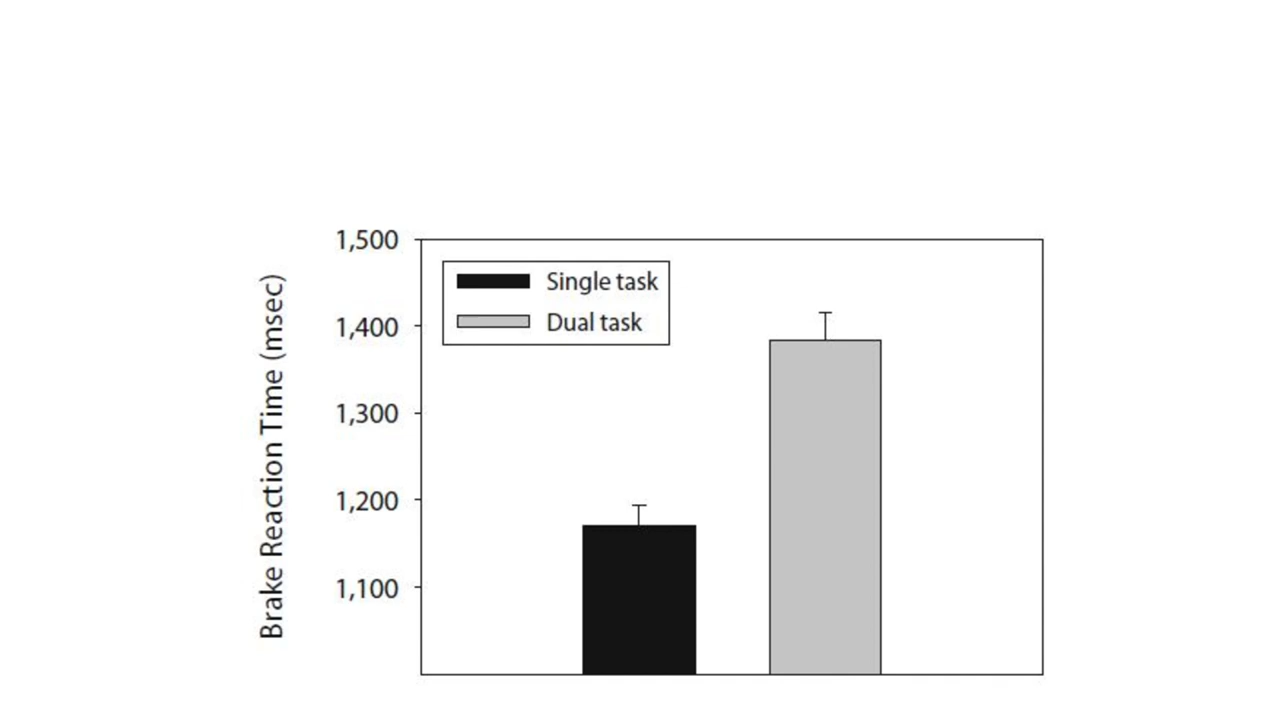 1,500
Single task
Dual task
1,400
1,300
1,200
1,100
Brake Reaction Time (msec)